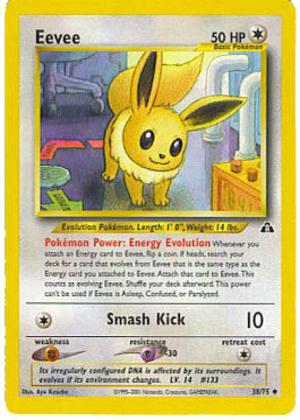 Eevee 50 HP
Basic Pokémon
Evolution Pokémon. Length: 1' 0", Weight: 14 lbs.
Pokémon Power: Energy Evolution Whenever you
attach an Energy card to Eevee, flip a coin. If heads, search your
deck for a card that evolves from Eevee that is the same type as the
Energy card you attached to Eevee. Attach that card to Eevee. This
counts as evolving Eevee. Shuffle your deck afterward. This power
can't be used if Eevee is Asleep, Confused, or Paralyzed.
Smash Kick 10
weakness resistance retreat cost
-30
Its irregularly configured DNA is affected by its surroundings. It
evolves if its environment changes. LV. 14 #133
Illus. Aya Kusube ©1995-2001 Nintendo, Creatures, GAMEFREAK. 38/75